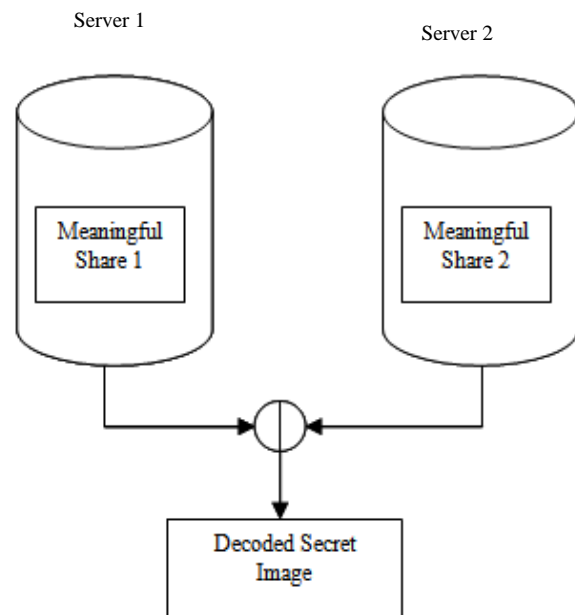 Server 1
Server 2
Meaningful
Share 1
Meaningful
Share 2
Decoded Secret
Image